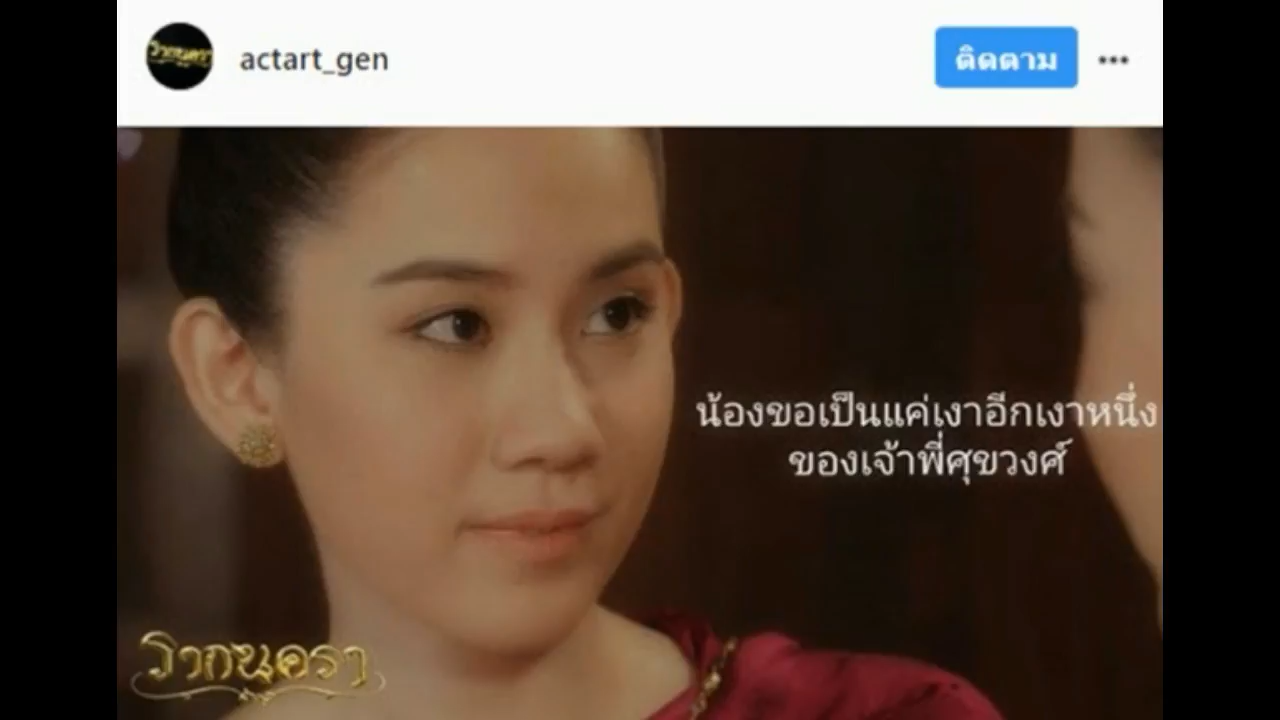 actart_gen
ติดตาม
น้องขอเป็นแค่เงาอีกเงาหนึ่ง
ของเจ้าพี่ศุขวงศ์
รากนครา